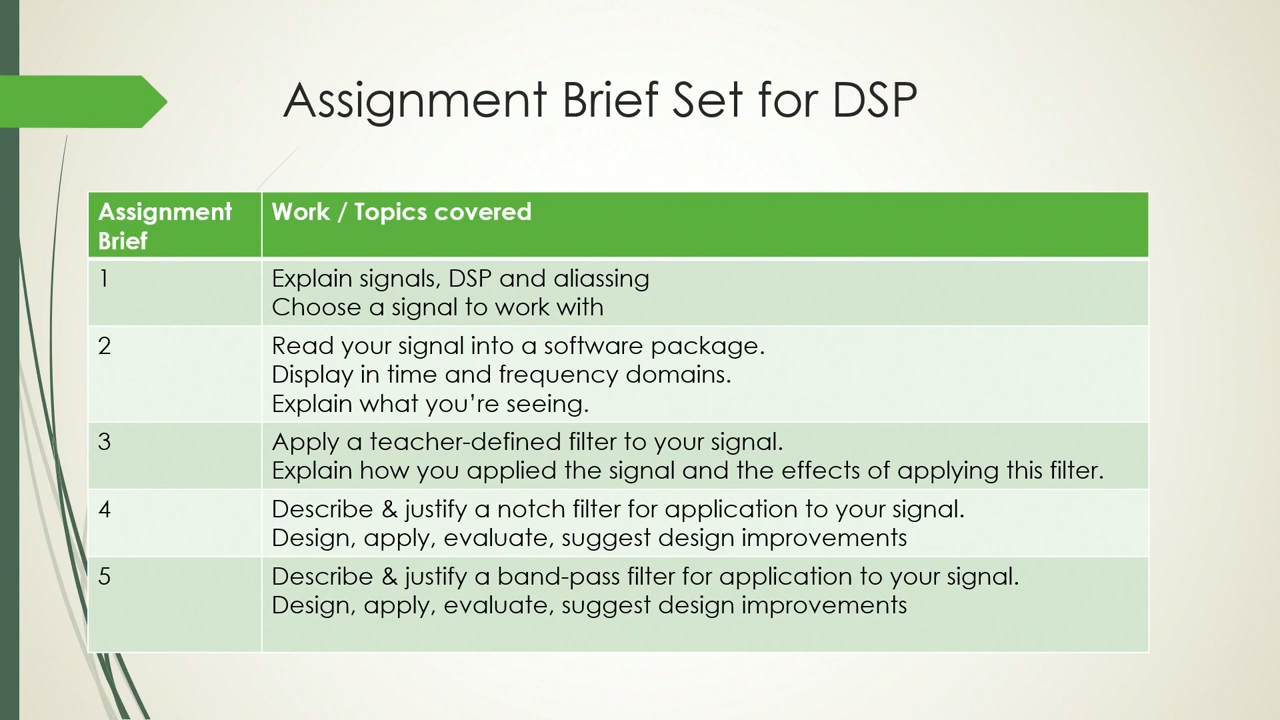 Assignment Brief Set for DSP
Assignment
Brief
Work / Topics covered
1
Explain signals, DSP and aliassing
Choose a signal to work with
2
Read your signal into a software package.
Display in time and frequency domains.
Explain what you’re seeing.
3
Apply a teacher-defined filter to your signal.
Explain how you applied the signal and the effects of applying this filter.
4
Describe & justify a notch filter for application to your signal.
Design, apply, evaluate, suggest design improvements
5
Describe & justify a band-pass filter for application to your signal.
Design, apply, evaluate, suggest design improvements